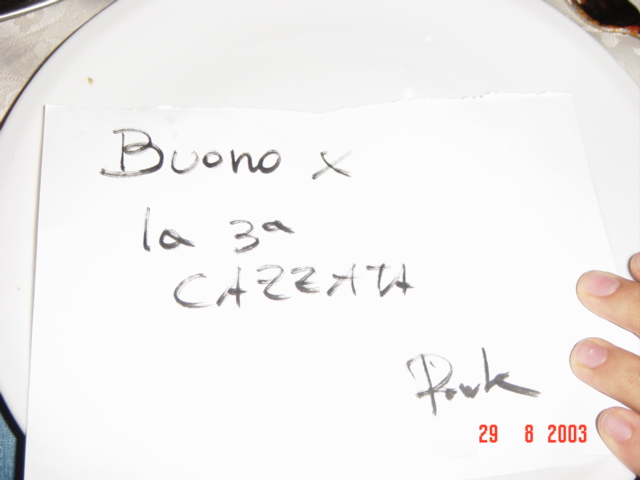 Buono x
la 3ª
CAZZATA
29 8 2003